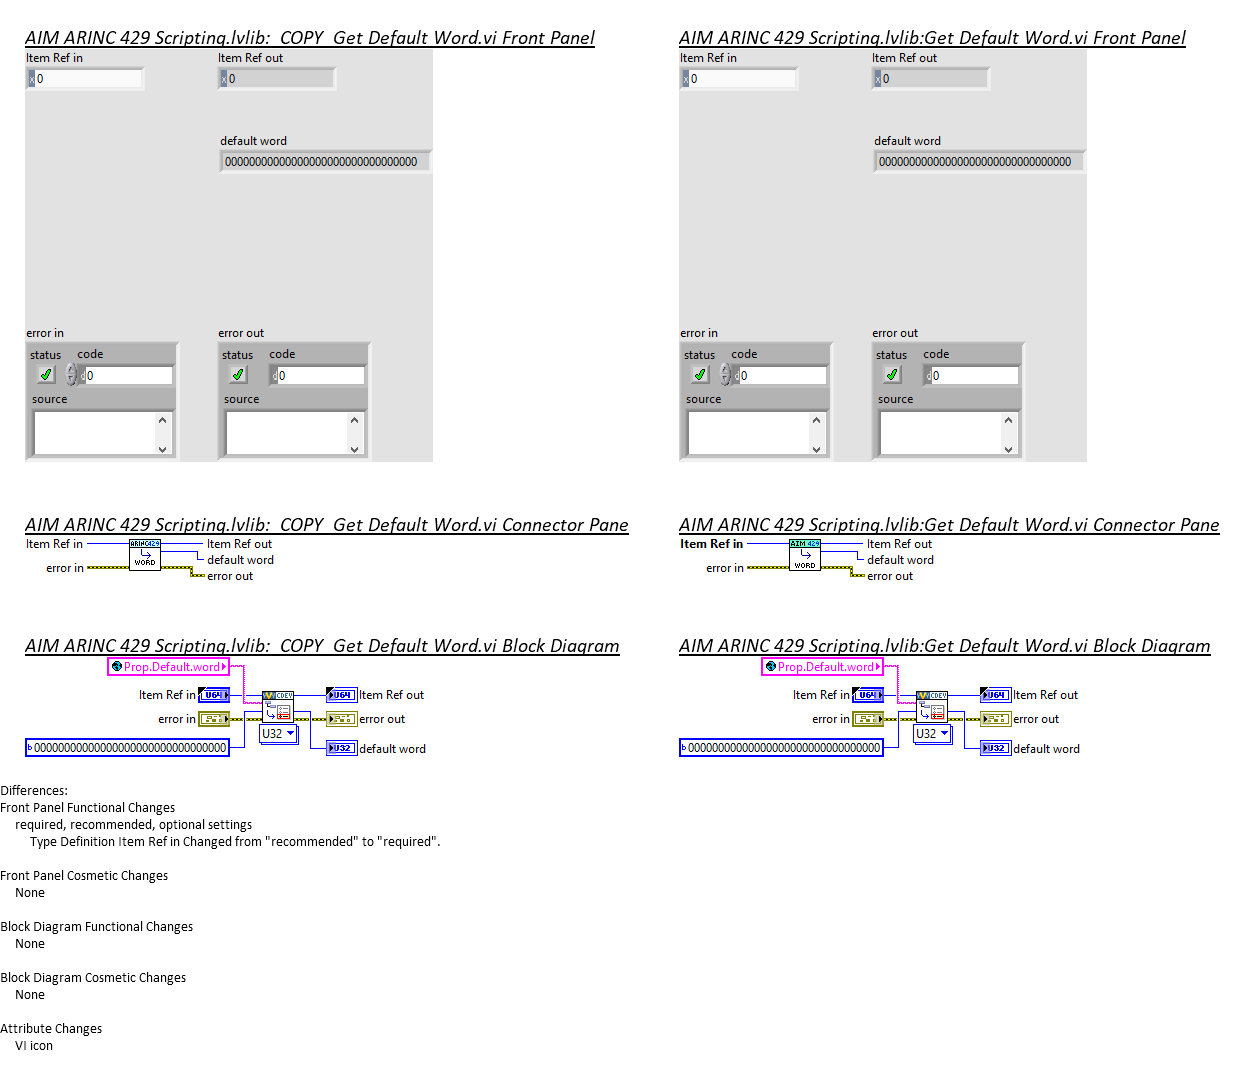 AIM ARINC 429 Scripting.lvlib:_COPY_Get Default Word.vi Front Panel
AIM ARINC 429 Scripting.lvlib:Get Default Word.vi Front Panel
Item Ref in Item Ref out
Item Ref in Item Ref out
x 0 x 0
x 0 x 0
default word
default word
00000000000000000000000000000000
00000000000000000000000000000000
error in error out
error in error out
status code status code
status code status code
d 0 d 0
d 0 d 0
source source
source source
AIM ARINC 429 Scripting.lvlib:_COPY_Get Default Word.vi Connector Pane
AIM ARINC 429 Scripting.lvlib:Get Default Word.vi Connector Pane
Item Ref in ARINC429 Item Ref out
default word
error in WORD error out
Item Ref in AIM 429 Item Ref out
default word
error in WORD error out
AIM ARINC 429 Scripting.lvlib:_COPY_Get Default Word.vi Block Diagram
AIM ARINC 429 Scripting.lvlib:Get Default Word.vi Block Diagram
Prop.Default.word
Item Ref in U64 CDEV U64 Item Ref out
error in error out
U32
b 00000000000000000000000000000000 U32 default word
Prop.Default.word
Item Ref in U64 CDEV U64 Item Ref out
error in error out
U32
b 00000000000000000000000000000000 U32 default word
Differences:
Front Panel Functional Changes
required, recommended, optional settings
Type Definition Item Ref in Changed from "recommended" to "required".
Front Panel Cosmetic Changes
None
Block Diagram Functional Changes
None
Block Diagram Cosmetic Changes
None
Attribute Changes
VI icon